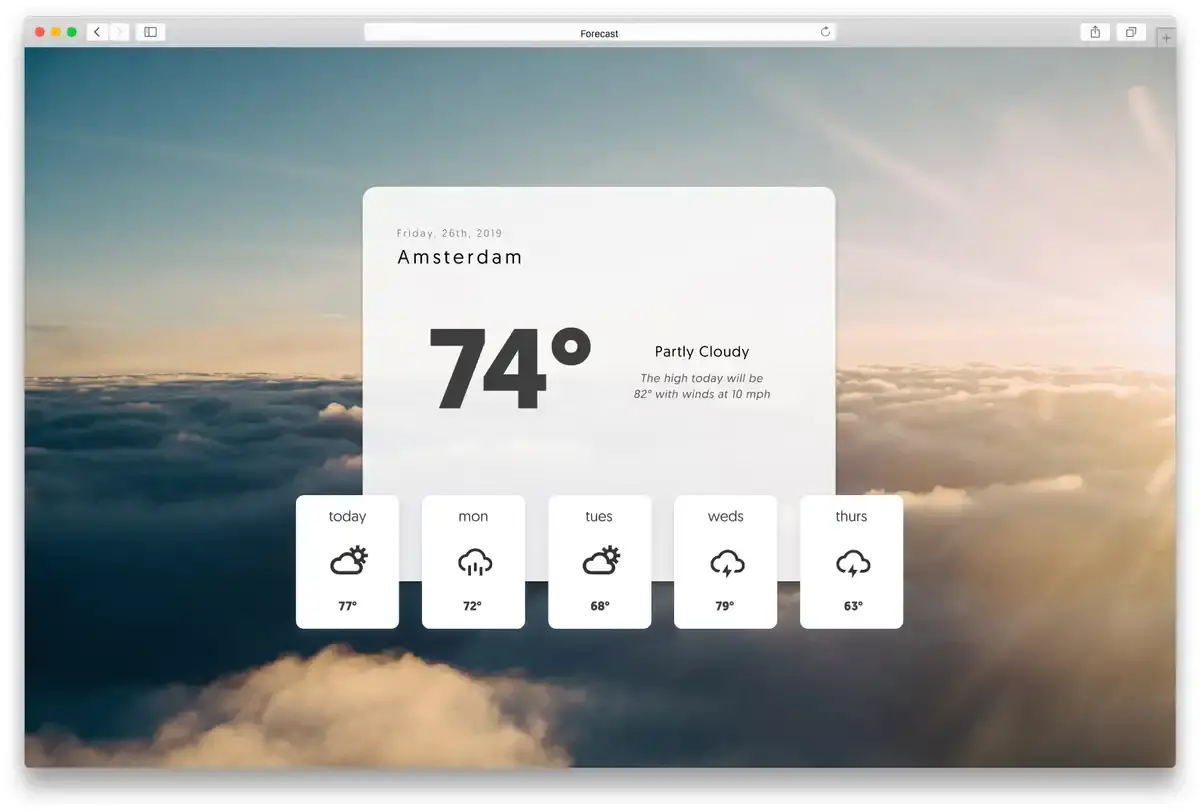 Forecast
Friday, 26th, 2019
Amsterdam
74°
Partly Cloudy
The high today will be
82° with winds at 10 mph
today
77°
mon
72°
tues
68°
weds
79°
thurs
63°